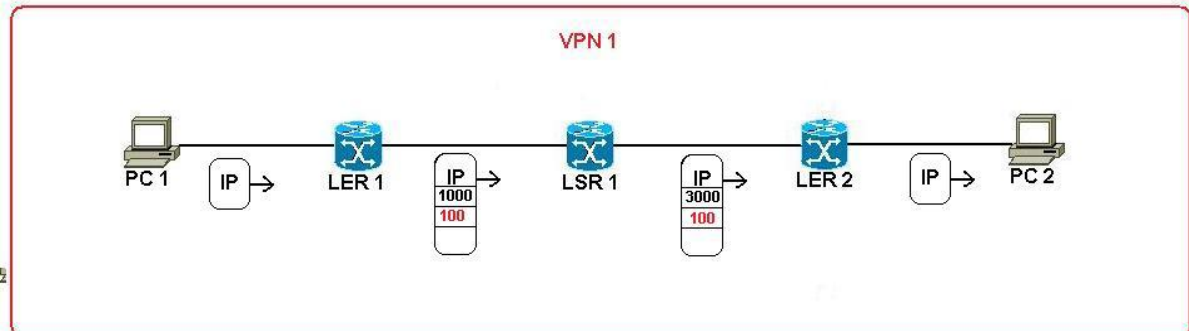 VPN 1
PC 1
IP
LER 1
IP
1000
100
LSR 1
IP
3000
100
LER 2
IP
PC 2